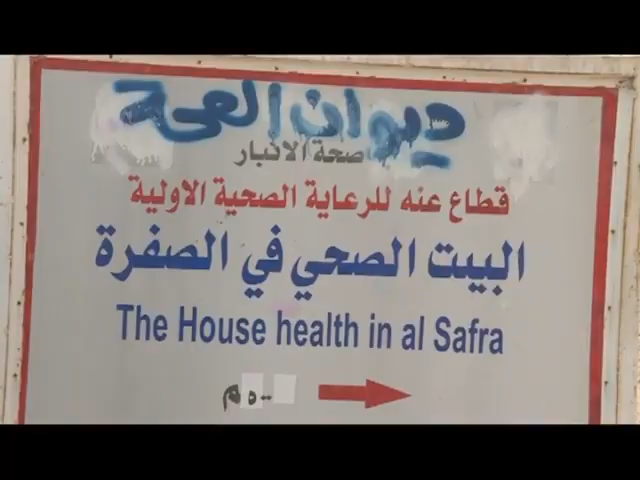 ديوان الصحة
صحة الانبار
قطاع عنه للرعاية الصحية الاولية
البيت الصحي في الصفرة
The House health in al Safra
م